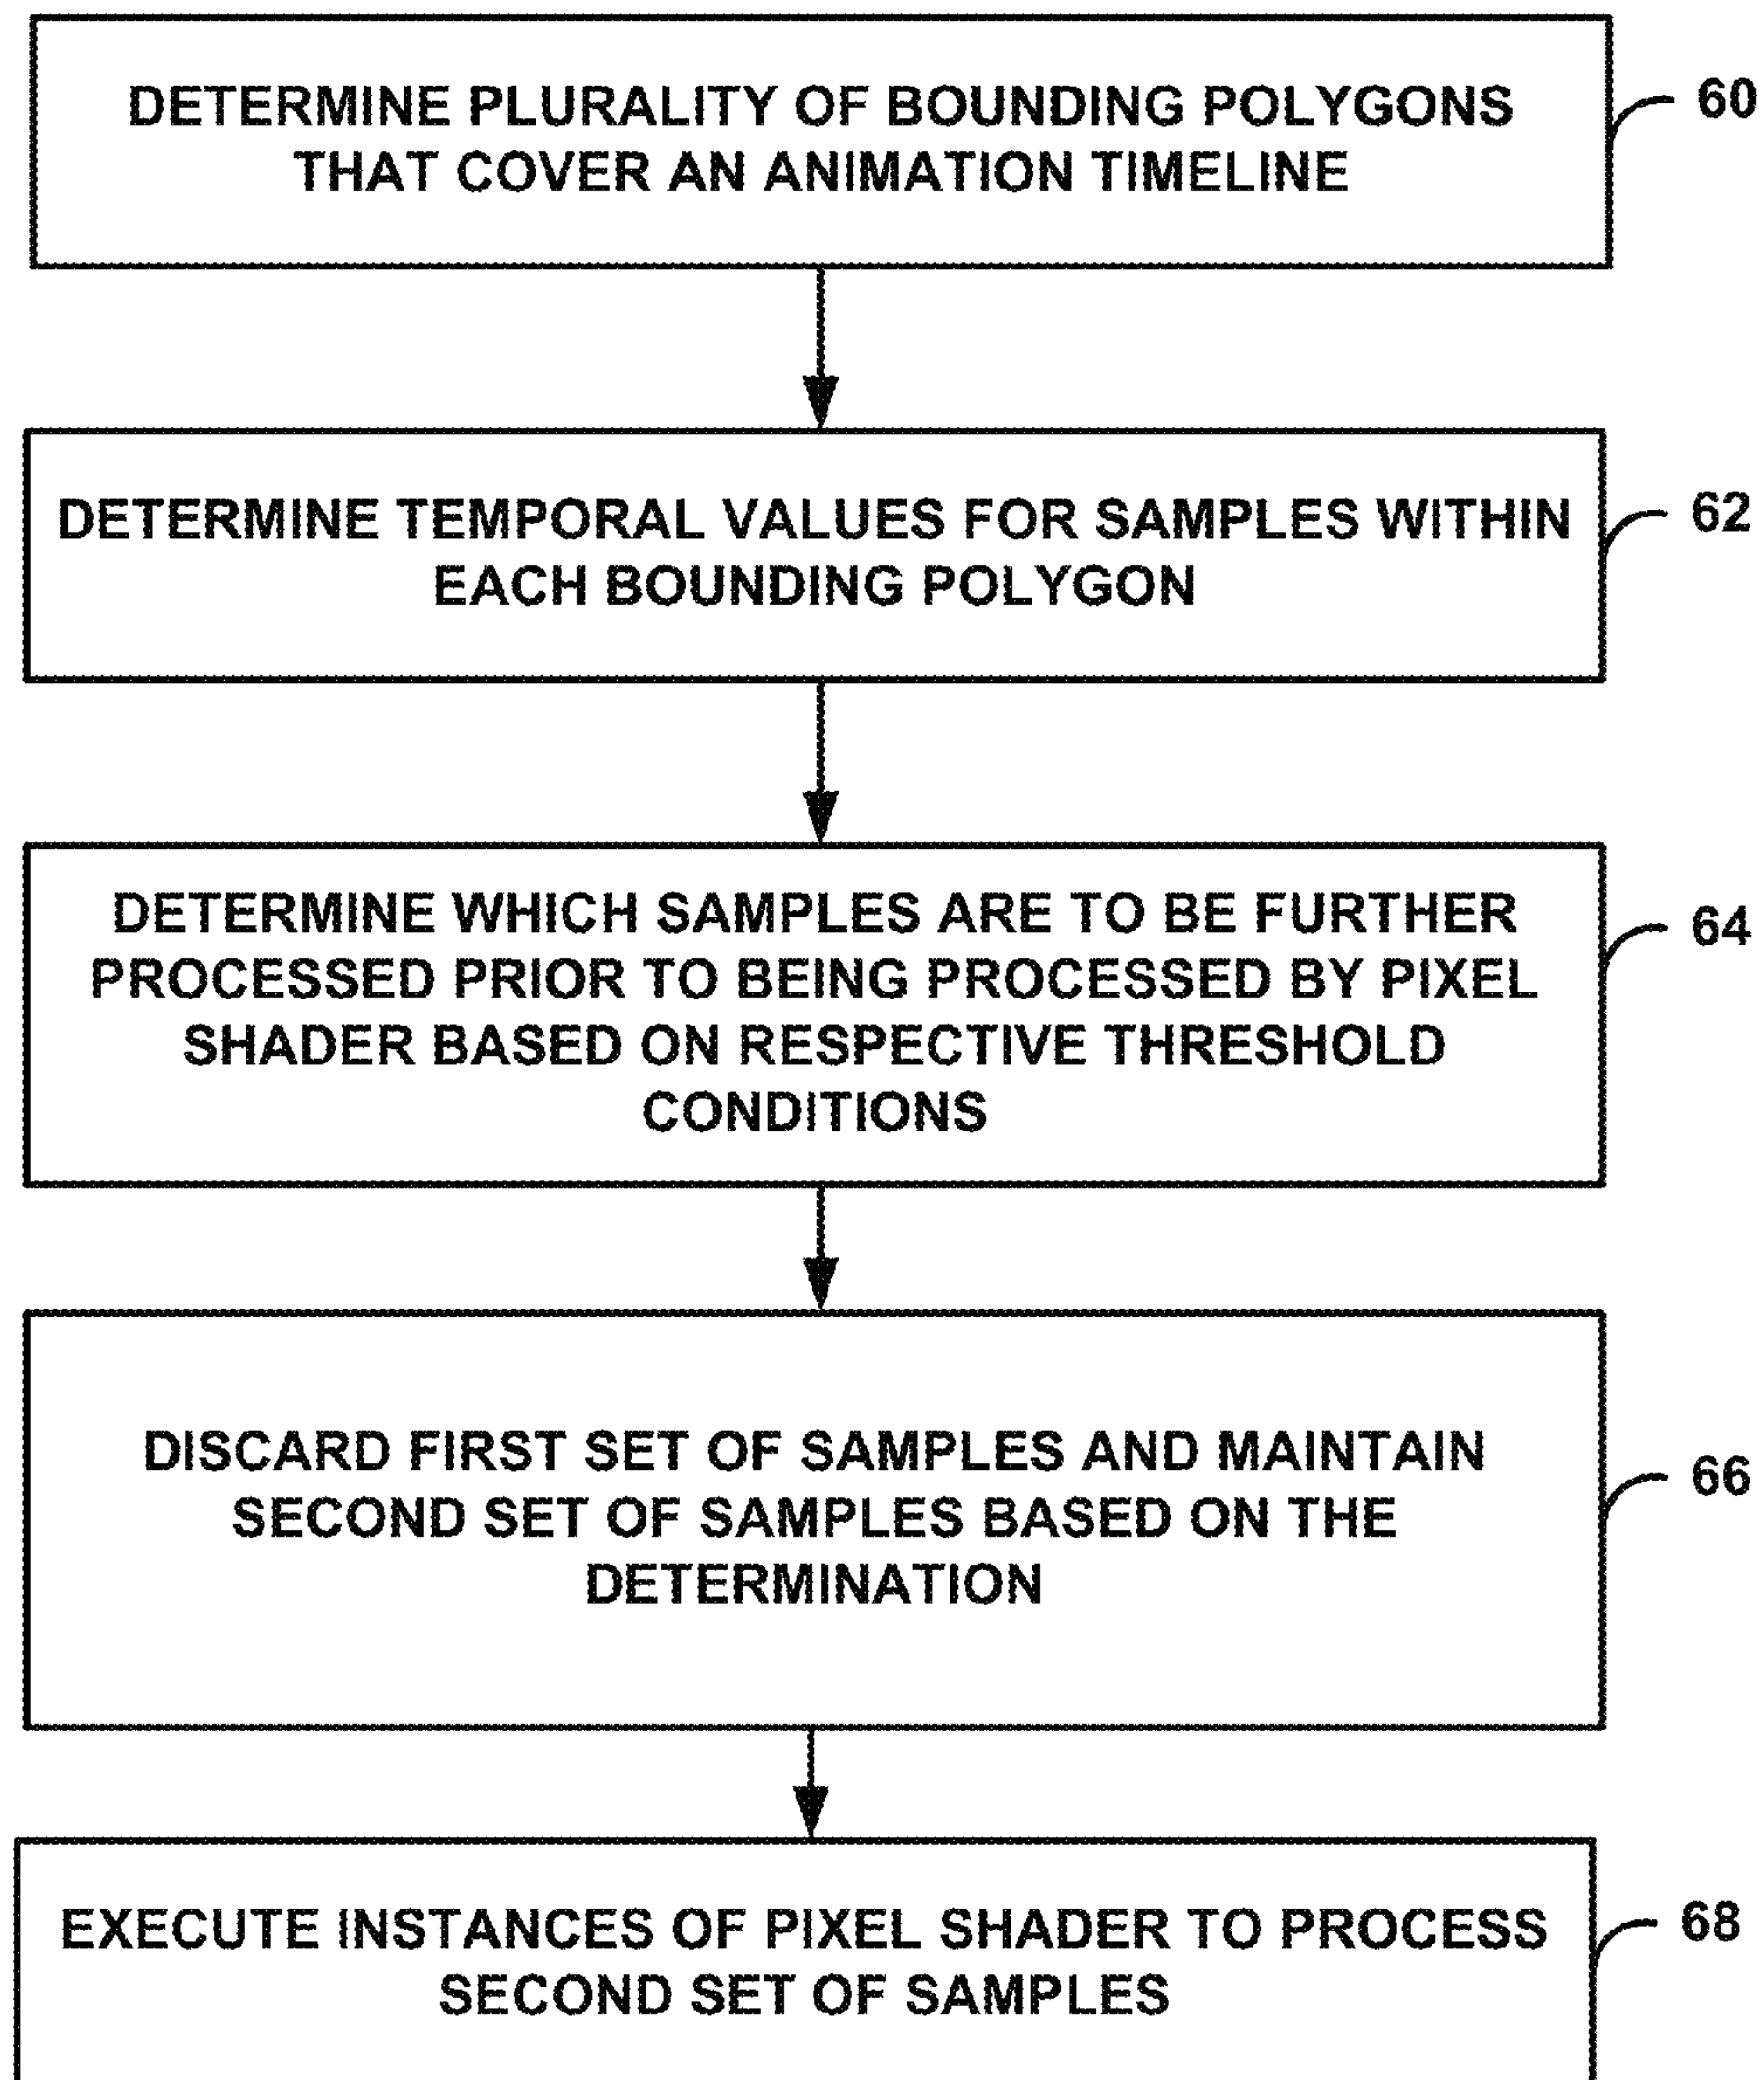 DETERMINE PLURALITY OF BOUNDING POLYGONS
THAT COVER AN ANIMATION TIMELINE
60
DETERMINE TEMPORAL VALUES FOR SAMPLES WITHIN
EACH BOUNDING POLYGON
62
DETERMINE WHICH SAMPLES ARE TO BE FURTHER
PROCESSED PRIOR TO BEING PROCESSED BY PIXEL
SHADER BASED ON RESPECTIVE THRESHOLD
CONDITIONS
64
DISCARD FIRST SET OF SAMPLES AND MAINTAIN
SECOND SET OF SAMPLES BASED ON THE
DETERMINATION
66
EXECUTE INSTANCES OF PIXEL SHADER TO PROCESS
SECOND SET OF SAMPLES
68